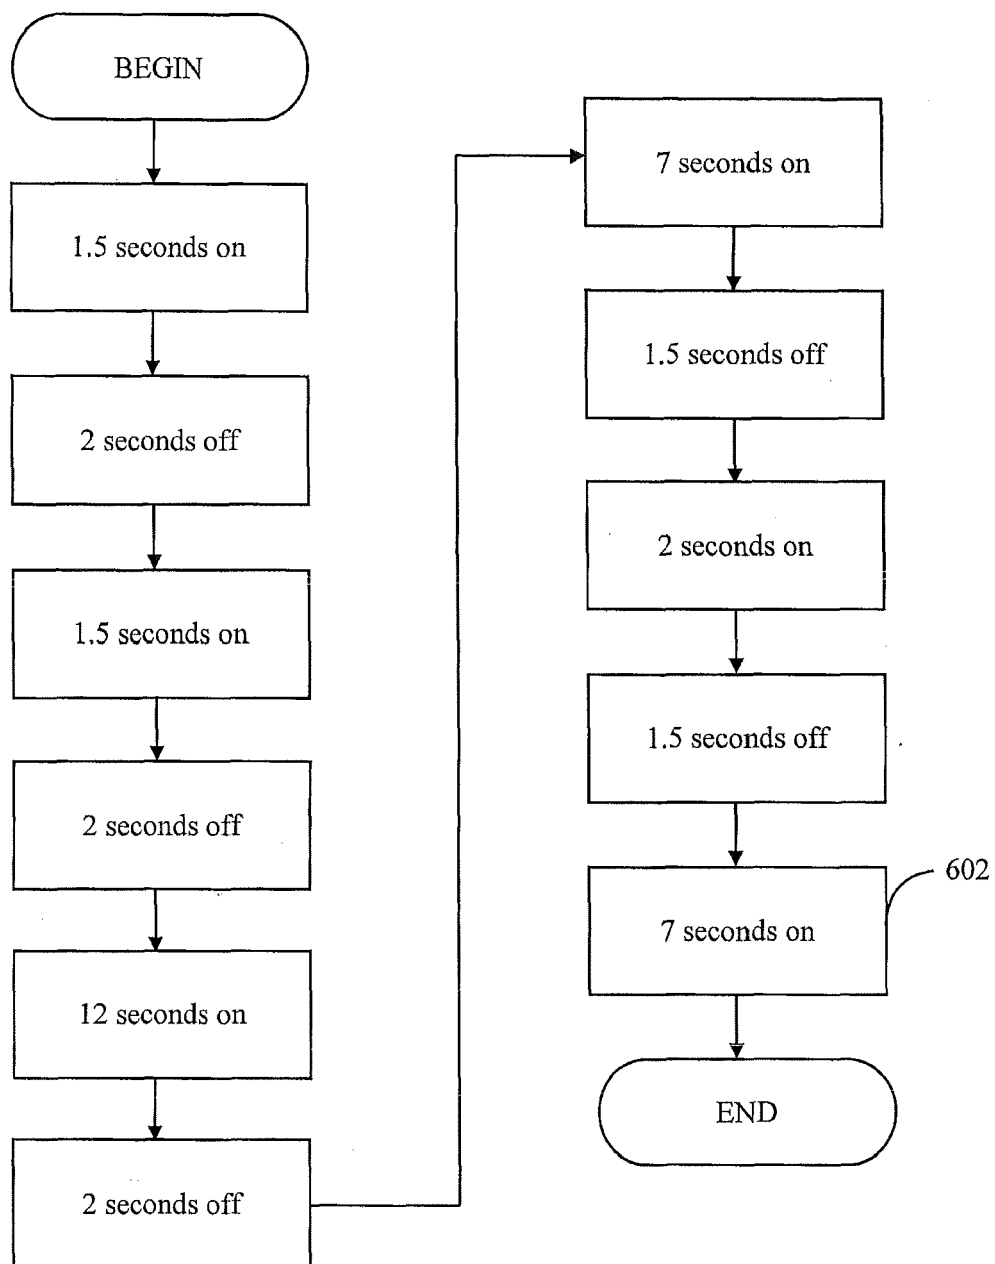 BEGIN
1.5 seconds on
2 seconds off
1.5 seconds on
2 seconds off
12 seconds on
2 seconds off
7 seconds on
1.5 seconds off
2 seconds on
1.5 seconds off
7 seconds on
602
END